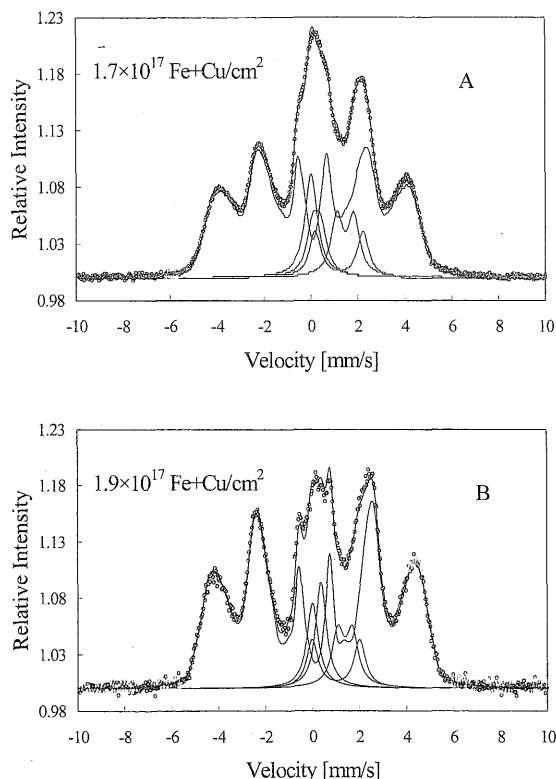 1.23
1.7×10¹⁷ Fe+Cu/cm²
A
1.18
1.13
1.08
1.03
0.98
Relative Intensity
-10 -8 -6 -4 -2 0 2 4 6 8 10
Velocity [mm/s]
1.23
1.9×10¹⁷ Fe+Cu/cm²
B
1.18
1.13
1.08
1.03
0.98
Relative Intensity
-10 -8 -6 -4 -2 0 2 4 6 8 10
Velocity [mm/s]